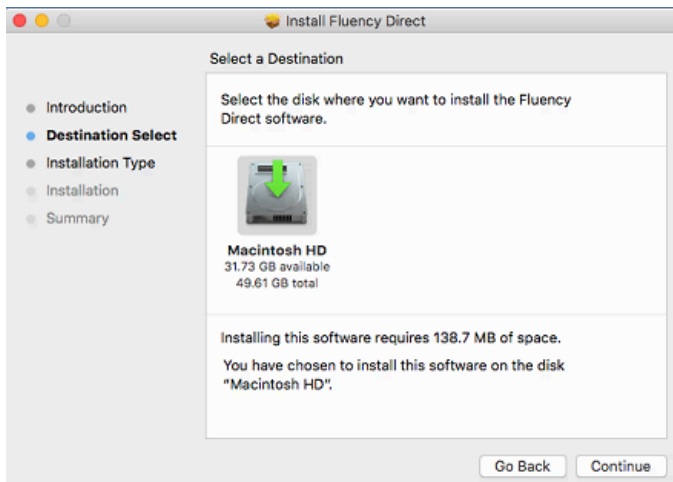 Install Fluency Direct
Select a Destination
Introduction
Destination Select
Installation Type
Installation
Summary
Select the disk where you want to install the Fluency
Direct software.
Macintosh HD
31.73 GB available
49.61 GB total
Installing this software requires 138.7 MB of space.
You have chosen to install this software on the disk
“Macintosh HD”.
Go Back
Continue